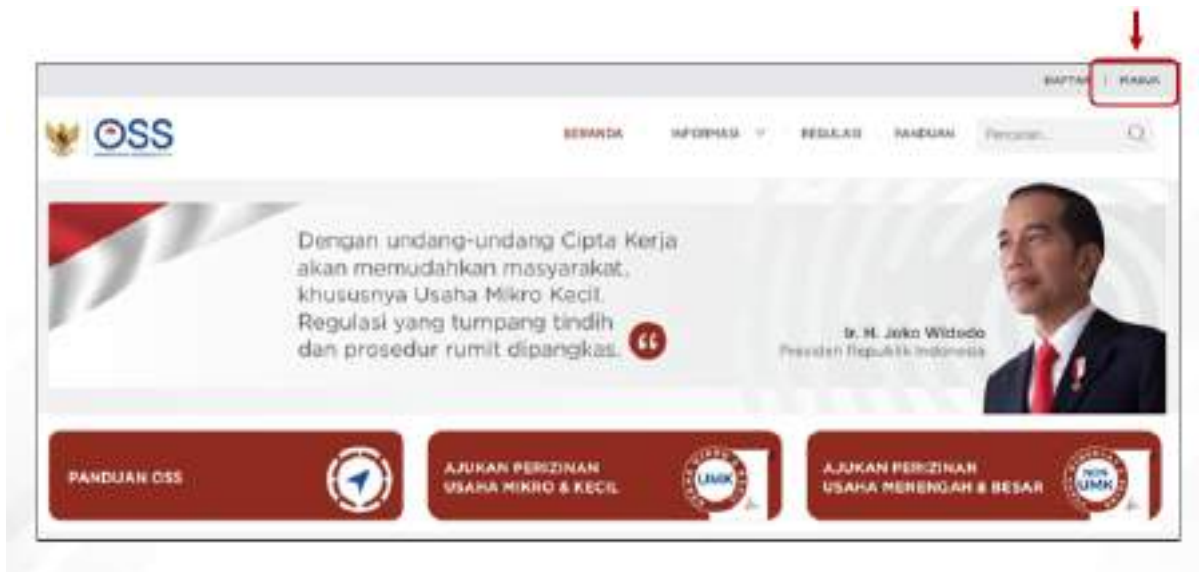 DAFTAR | MASUK
OSS
BERANDA INFORMASI REGULASI PANDUAN Pencarian...
Dengan undang-undang Cipta Kerja
akan memudahkan masyarakat,
khususnya Usaha Mikro Kecil.
Regulasi yang tumpang tindih
dan prosedur rumit dipangkas.
Ir. H. Joko Widodo
Presiden Republik Indonesia
PANDUAN OSS
AJUKAN PERIZINAN
USAHA MIKRO & KECIL
UMK
AJUKAN PERIZINAN
USAHA MENENGAH & BESAR
NON
UMK